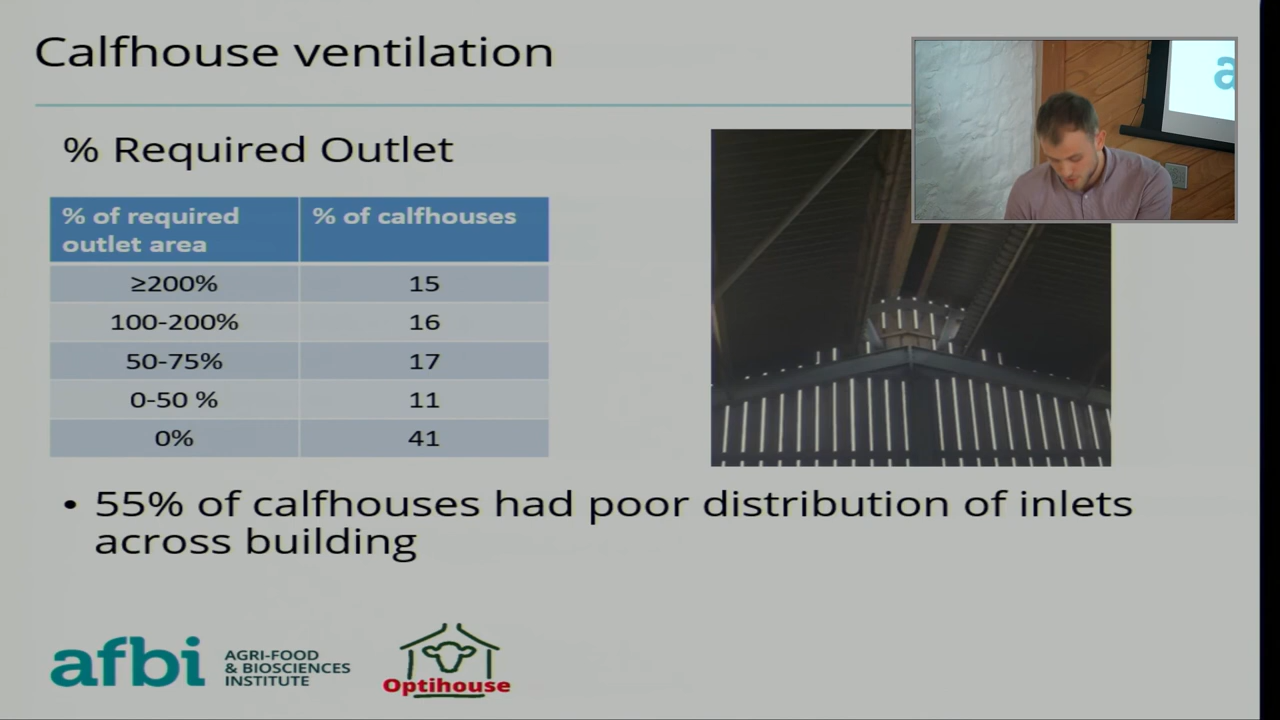 Calfhouse ventilation
% Required Outlet
% of required outlet area | % of calfhouses
≥200% | 15
100-200% | 16
50-75% | 17
0-50 % | 11
0% | 41
• 55% of calfhouses had poor distribution of inlets
across building
afbi
AGRI-FOOD
& BIOSCIENCES
INSTITUTE
Optihouse
a